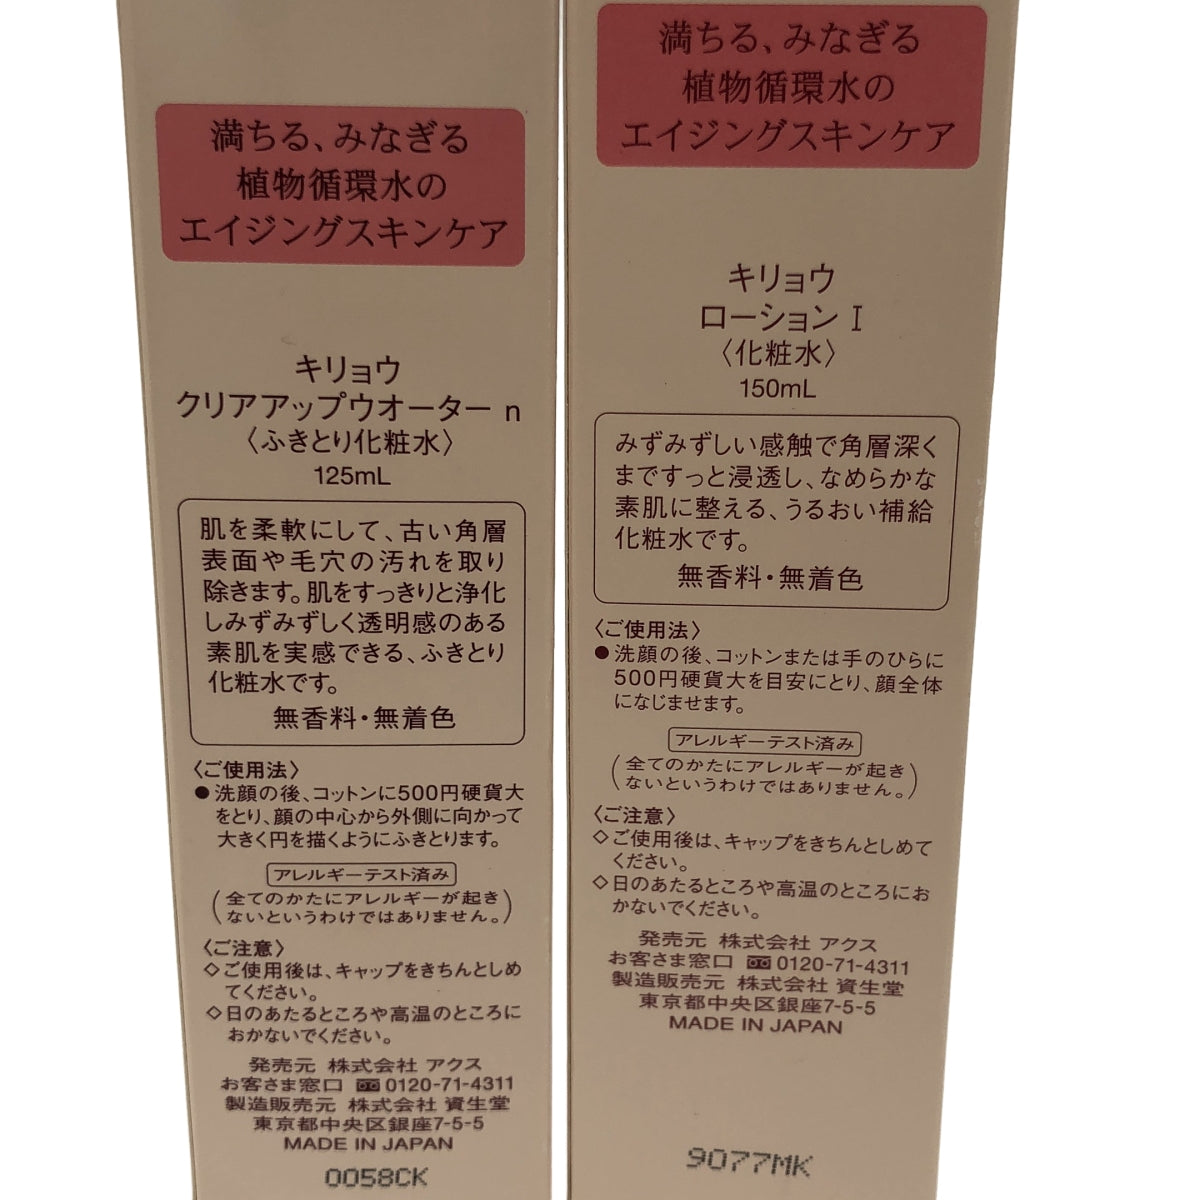 満ちる、みなぎる
植物循環水の
エイジングスキンケア
キリョウ
クリアアップウオーター n
〈ふきとり化粧水〉
125mL
肌を柔軟にして、古い角層
表面や毛穴の汚れを取り
除きます。肌をすっきりと浄化
しみずみずしく透明感のある
素肌を実感できる、ふきとり
化粧水です。
無香料・無着色
〈ご使用法〉
●洗顔の後、コットンに500円硬貨大
をとり、顔の中心から外側に向かって
大きく円を描くようにふきとります。
アレルギーテスト済み
(全てのかたにアレルギーが起き
ないというわけではありません。)
〈ご注意〉
◇ご使用後は、キャップをきちんとしめ
てください。
◇日のあたるところや高温のところに
おかないでください。
発売元 株式会社 アクス
お客さま窓口 0120-71-4311
製造販売元 株式会社 資生堂
東京都中央区銀座7-5-5
MADE IN JAPAN
0058CK
満ちる、みなぎる
植物循環水の
エイジングスキンケア
キリョウ
ローション I
〈化粧水〉
150mL
みずみずしい感触で角層深く
まですっと浸透し、なめらかな
素肌に整える、うるおい補給
化粧水です。
無香料・無着色
〈ご使用法〉
●洗顔の後、コットンまたは手のひらに
500円硬貨大を目安にとり、顔全体
になじませます。
アレルギーテスト済み
(全てのかたにアレルギーが起き
ないというわけではありません。)
〈ご注意〉
◇ご使用後は、キャップをきちんとしめて
ください。
◇日のあたるところや高温のところにお
かないでください。
発売元 株式会社 アクス
お客さま窓口 0120-71-4311
製造販売元 株式会社 資生堂
東京都中央区銀座7-5-5
MADE IN JAPAN
9077MK